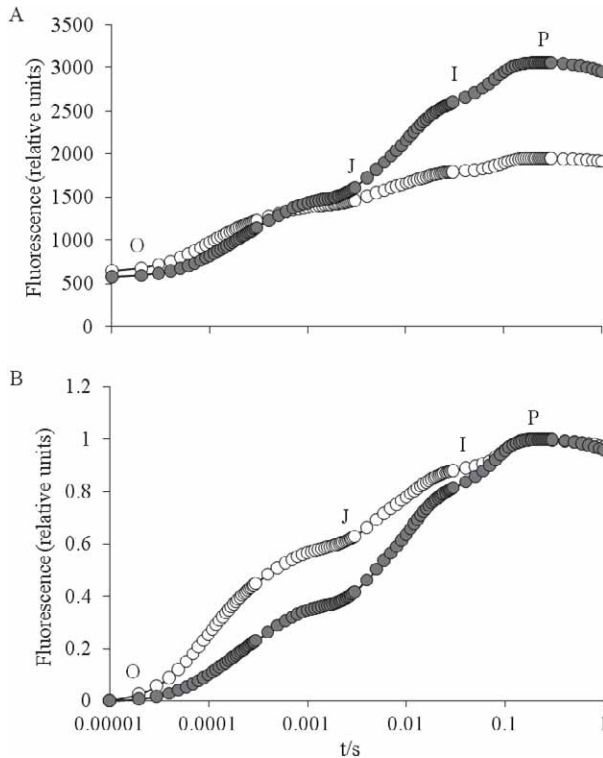 A
Fluorescence (relative units)
3500
3000
2500
2000
1500
1000
500
0
O
J
I
P
B
Fluorescence (relative units)
1.2
1
0.8
0.6
0.4
0.2
0
O
J
I
P
0.00001 0.0001 0.001 0.01 0.1 1
t/s